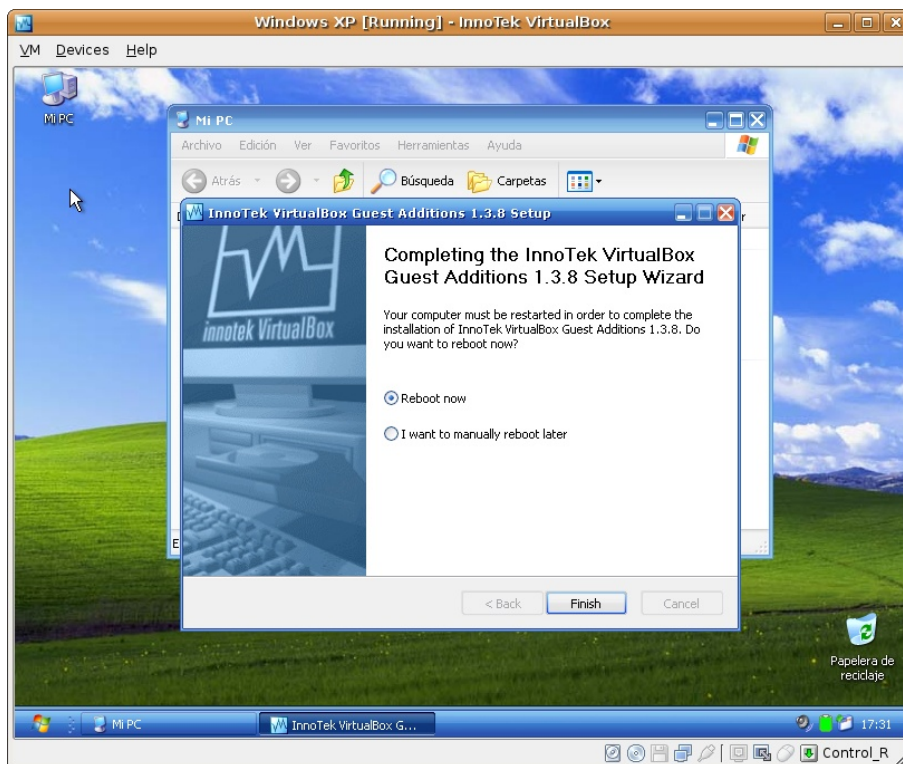 Windows XP [Running] - InnoTek VirtualBox
VM Devices Help
Mi PC
Mi PC
Archivo Edición Ver Favoritos Herramientas Ayuda
Atrás Búsqueda Carpetas
InnoTek VirtualBox Guest Additions 1.3.8 Setup
innotek VirtualBox
Completing the InnoTek VirtualBox
Guest Additions 1.3.8 Setup Wizard
Your computer must be restarted in order to complete the
installation of InnoTek VirtualBox Guest Additions 1.3.8. Do
you want to reboot now?
Reboot now
I want to manually reboot later
< Back Finish Cancel
Papelera de
reciclaje
Mi PC InnoTek VirtualBox G... 17:31
Control_R